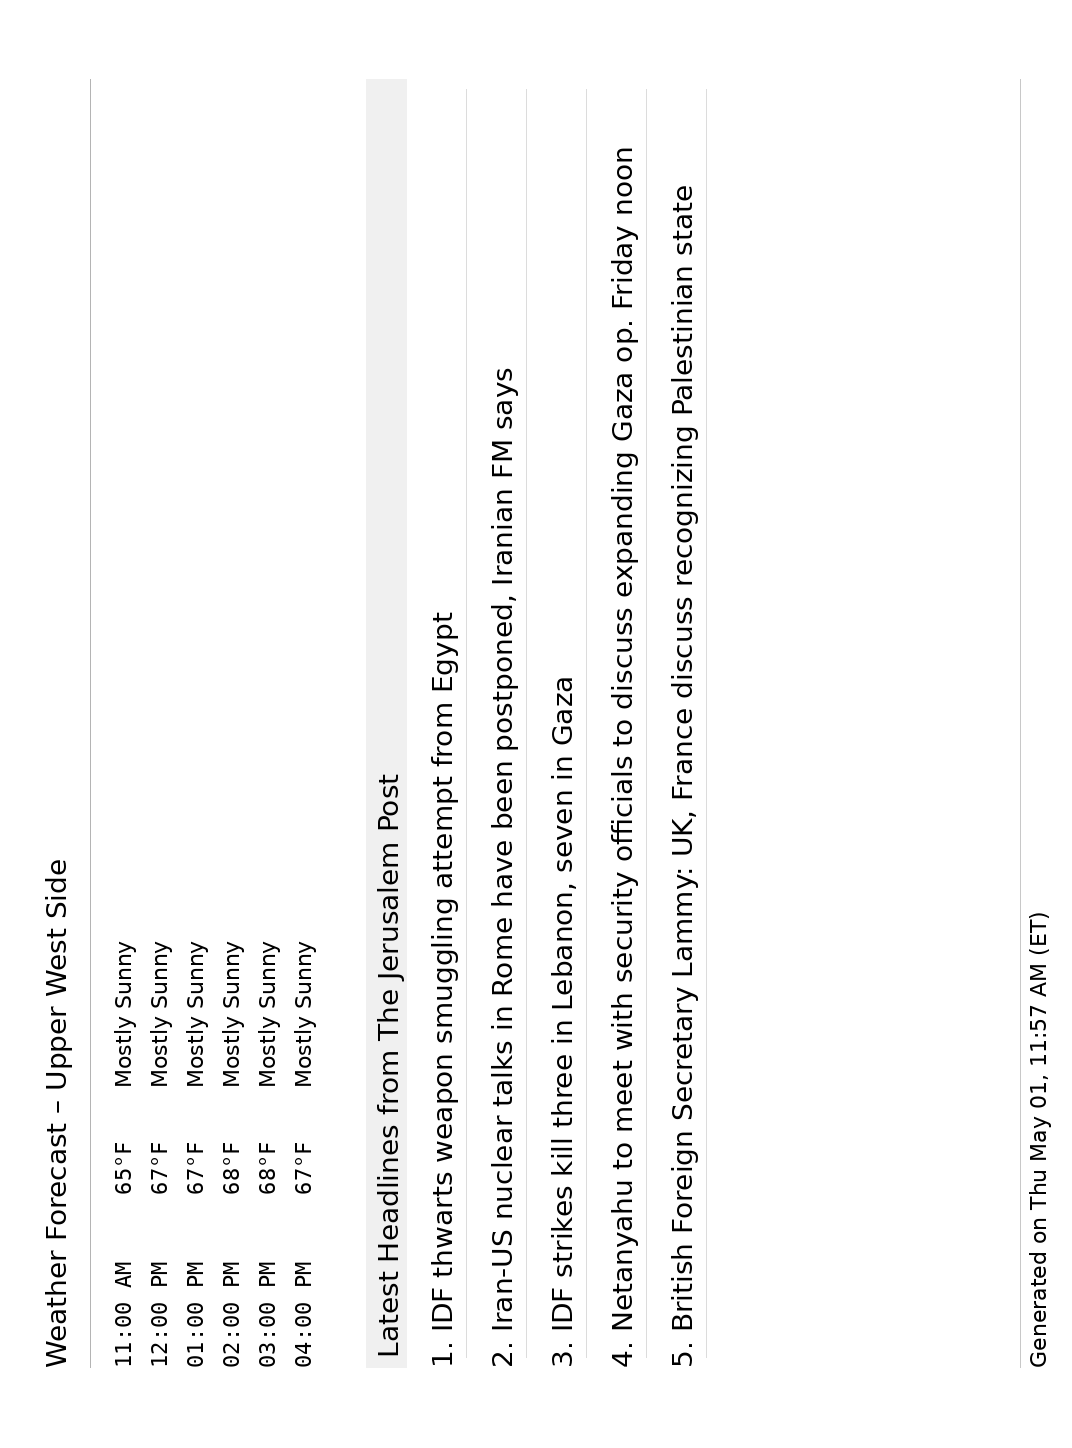 Weather Forecast – Upper West Side
11:00 AM 65°F Mostly Sunny
12:00 PM 67°F Mostly Sunny
01:00 PM 67°F Mostly Sunny
02:00 PM 68°F Mostly Sunny
03:00 PM 68°F Mostly Sunny
04:00 PM 67°F Mostly Sunny
Latest Headlines from The Jerusalem Post
1. IDF thwarts weapon smuggling attempt from Egypt
2. Iran-US nuclear talks in Rome have been postponed, Iranian FM says
3. IDF strikes kill three in Lebanon, seven in Gaza
4. Netanyahu to meet with security officials to discuss expanding Gaza op. Friday noon
5. British Foreign Secretary Lammy: UK, France discuss recognizing Palestinian state
Generated on Thu May 01, 11:57 AM (ET)